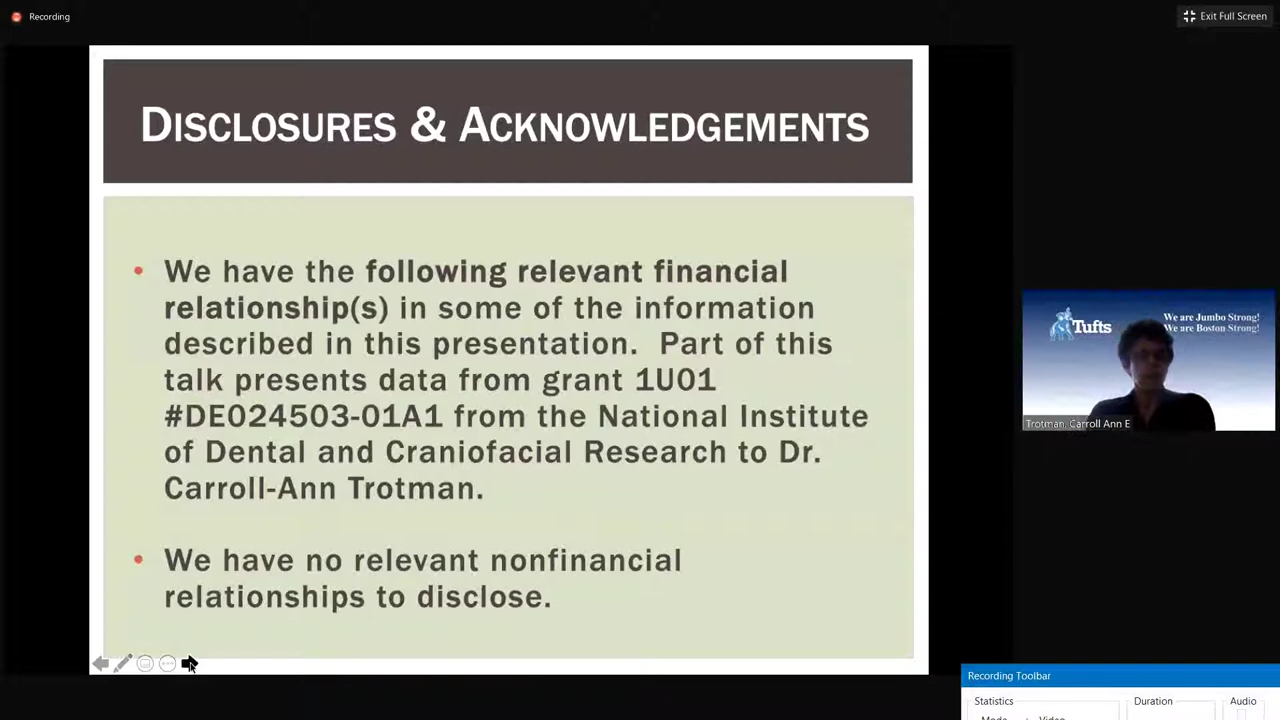 Recording
Exit Full Screen
DISCLOSURES & ACKNOWLEDGEMENTS
• We have the following relevant financial
relationship(s) in some of the information
described in this presentation. Part of this
talk presents data from grant 1U01
#DE024503-01A1 from the National Institute
of Dental and Craniofacial Research to Dr.
Carroll-Ann Trotman.
• We have no relevant nonfinancial
relationships to disclose.
Tufts
We are Jumbo Strong!
We are Boston Strong!
Trotman, Carroll Ann E
Recording Toolbar
Statistics
Duration
Audio
Mode
Video